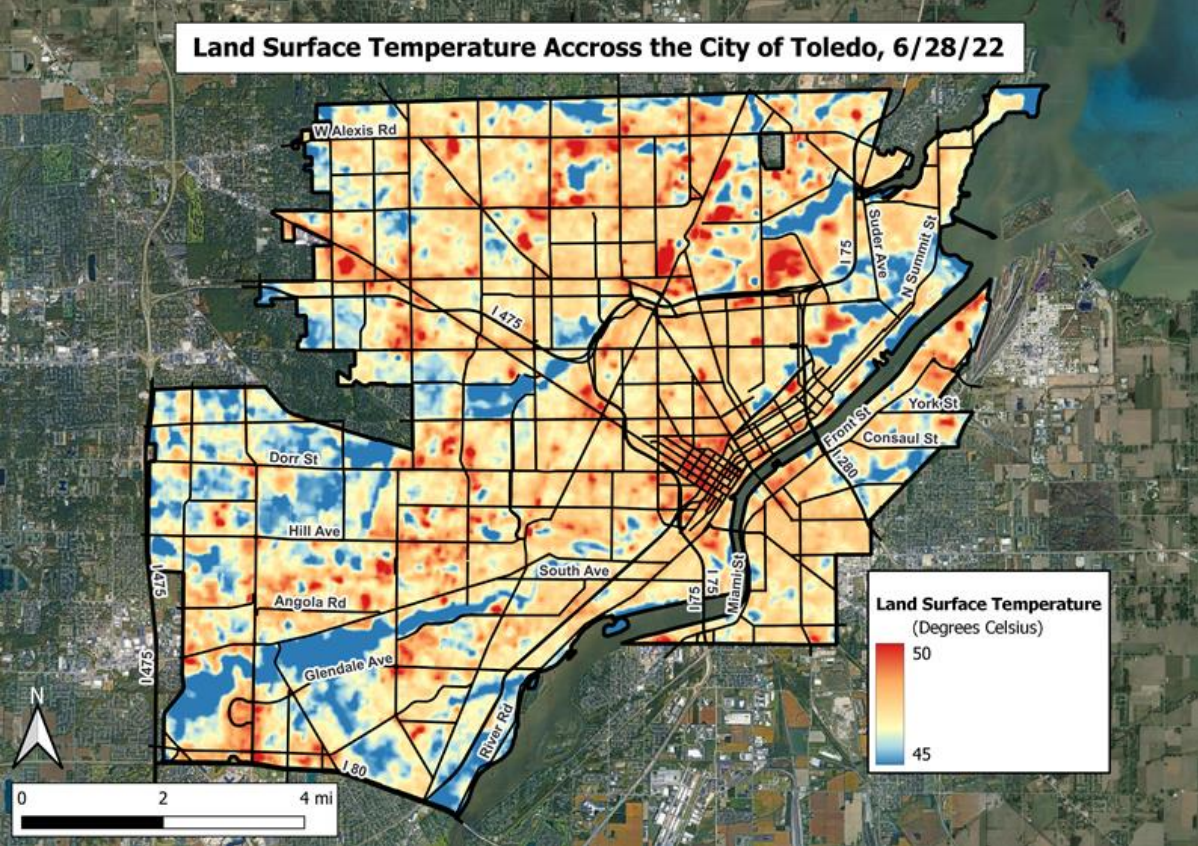 Land Surface Temperature Accross the City of Toledo, 6/28/22
W Alexis Rd
I 75
Suder Ave
N Summit St
I 475
York St
Front St
Consaul St
I 280
Dorr St
Hill Ave
I 475
South Ave
Angola Rd
I 75
I 75
Miami St
Glendale Ave
I 475
River Rd
I 80
Land Surface Temperature
(Degrees Celsius)
50
45
N
0 2 4 mi